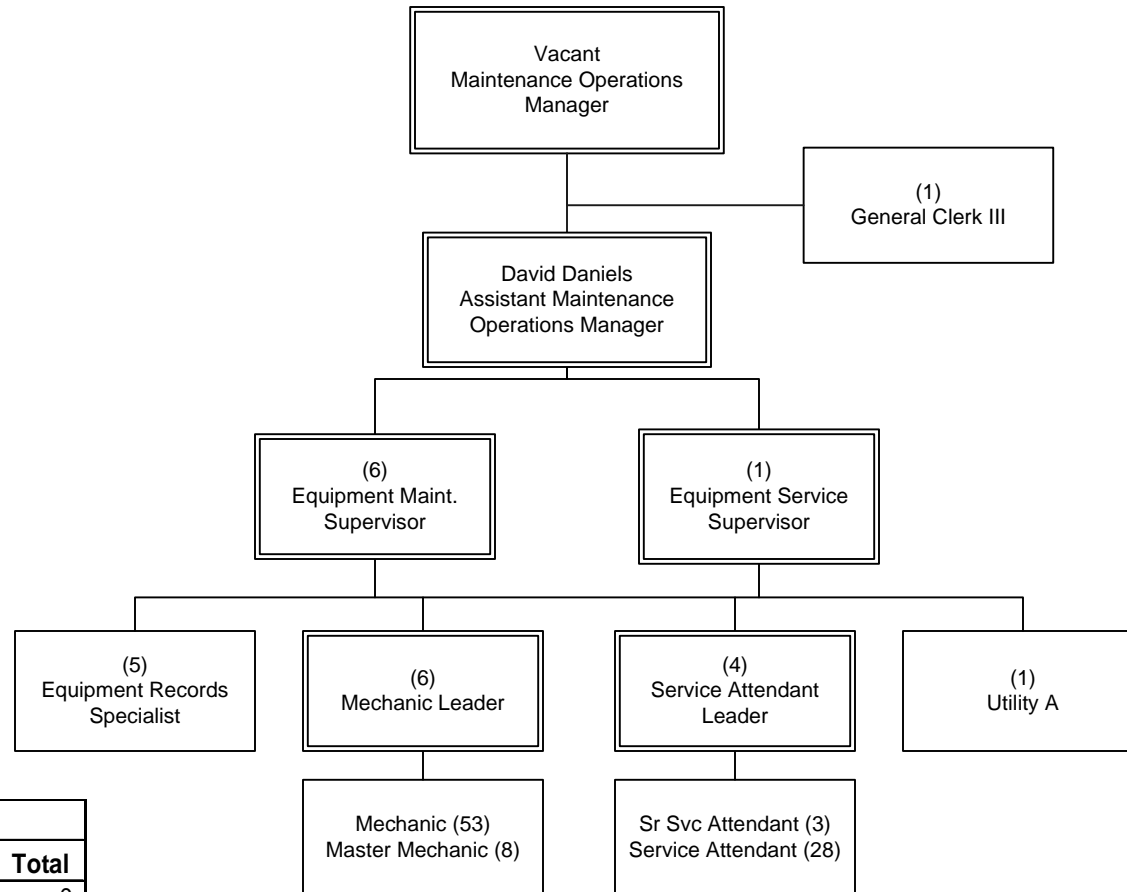 Vacant
Maintenance Operations
Manager
(1)
General Clerk III
David Daniels
Assistant Maintenance
Operations Manager
(6)
Equipment Maint.
Supervisor
(1)
Equipment Service
Supervisor
(5)
Equipment Records
Specialist
(6)
Mechanic Leader
(4)
Service Attendant
Leader
(1)
Utility A
Mechanic (53)
Master Mechanic (8)
Sr Svc Attendant (3)
Service Attendant (28)
Total